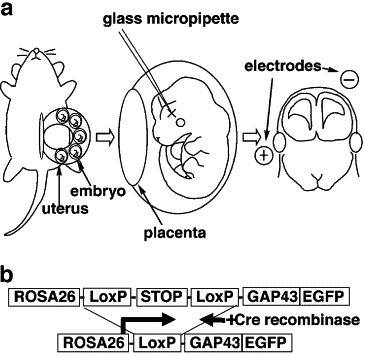 a
glass micropipette
electrodes
−
+
embryo
uterus
placenta
b
ROSA26 LoxP STOP LoxP GAP43 EGFP
+Cre recombinase
ROSA26 LoxP GAP43 EGFP